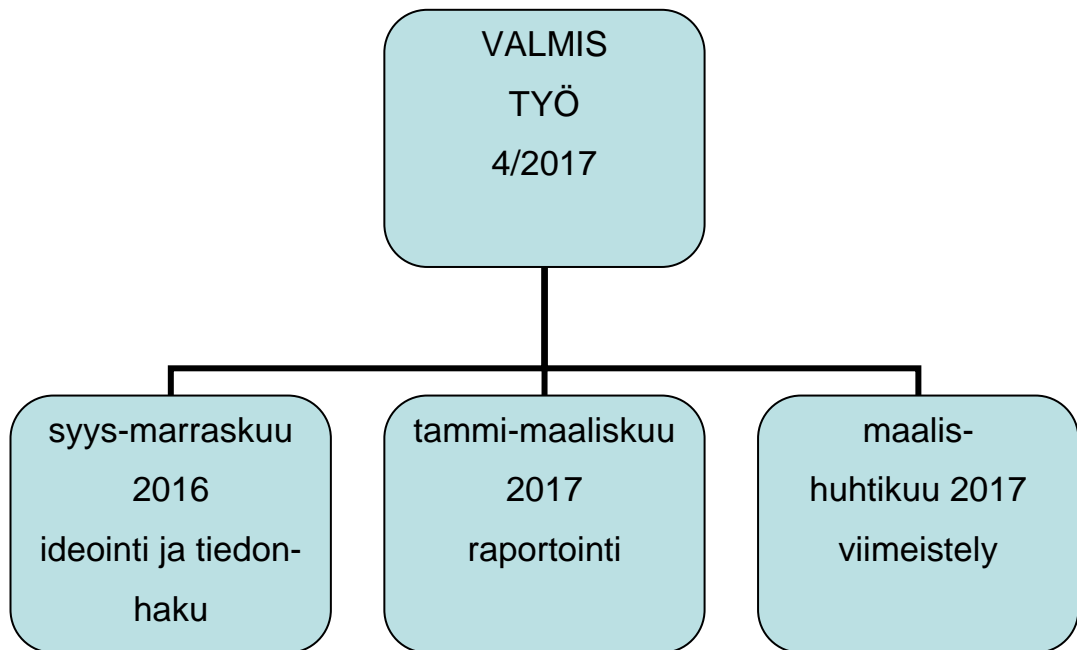 VALMIS
TYÖ
4/2017
syys-marraskuu
2016
ideointi ja tiedon-
haku
tammi-maaliskuu
2017
raportointi
maalis-
huhtikuu 2017
viimeistely